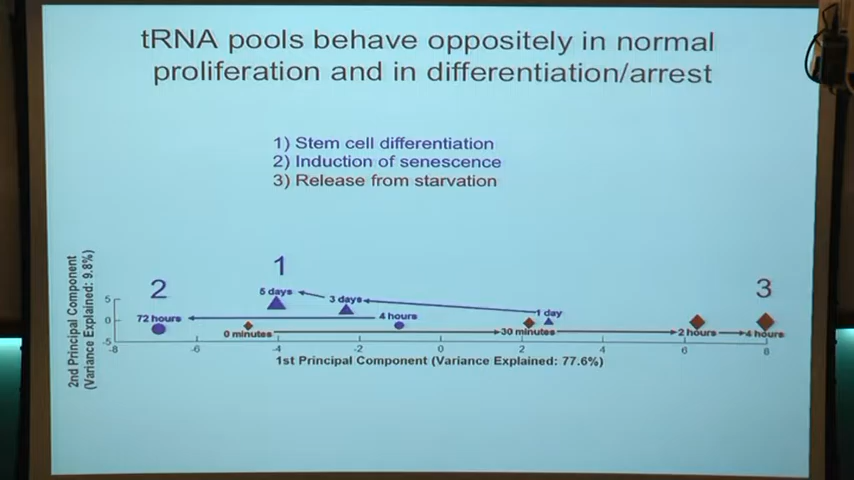 tRNA pools behave oppositely in normal
proliferation and in differentiation/arrest
1) Stem cell differentiation
2) Induction of senescence
3) Release from starvation
2
1
3
72 hours
5 days
3 days
4 hours
1 day
0 minutes
30 minutes
2 hours
4 hours
2nd Principal Component
(Variance Explained: 9.8%)
5
0
-5
-8
-6
-4
-2
0
2
4
6
8
1st Principal Component (Variance Explained: 77.6%)